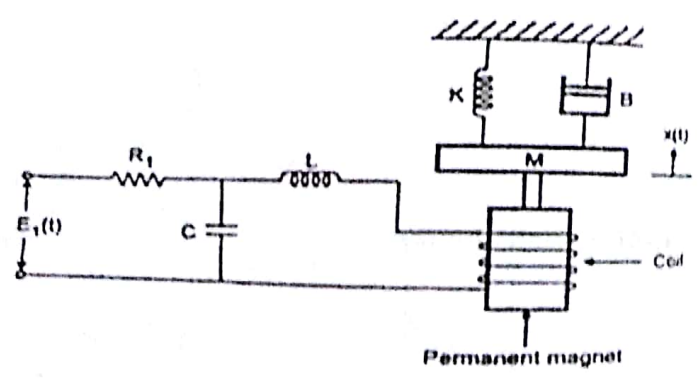 K
B
x(t)
R₁
L
M
E₁(t)
C
Coil
Permanent magnet